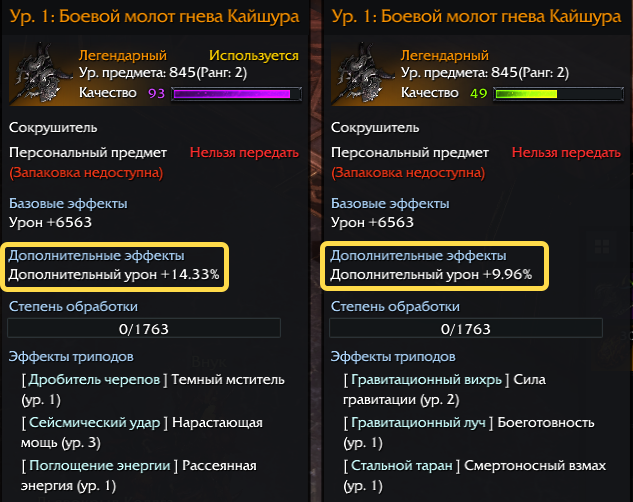 Ур. 1: Боевой молот гнева Кайшура
Легендарный Используется
Ур. предмета: 845(Ранг: 2)
Качество 93
Сокрушитель
Персональный предмет Нельзя передать
(Запаковка недоступна)
Базовые эффекты
Урон +6563
Дополнительные эффекты
Дополнительный урон +14.33%
Степень обработки
0/1763
Эффекты триподов
[ Дробитель черепов ] Темный мститель
(ур. 1)
[ Сейсмический удар ] Нарастающая
мощь (ур. 3)
[ Поглощение энергии ] Рассеянная
энергия (ур. 1)
Ур. 1: Боевой молот гнева Кайшура
Легендарный
Ур. предмета: 845(Ранг: 2)
Качество 49
Сокрушитель
Персональный предмет Нельзя передать
(Запаковка недоступна)
Базовые эффекты
Урон +6563
Дополнительные эффекты
Дополнительный урон +9.96%
Степень обработки
0/1763
Эффекты триподов
[ Гравитационный вихрь ] Сила
гравитации (ур. 2)
[ Гравитационный луч ] Боеготовность
(ур. 1)
[ Стальной таран ] Смертоносный взмах
(ур. 1)